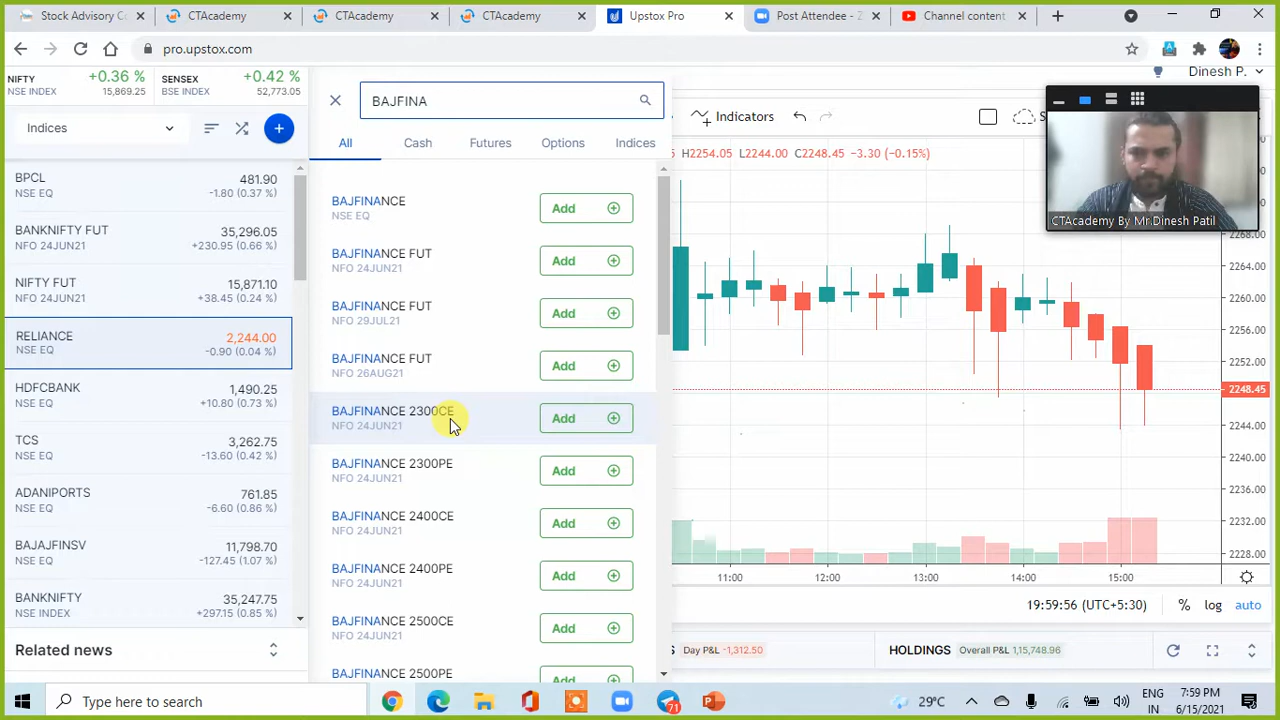 Stock Advisory C
CTAcademy
CTAcademy
CTAcademy
Upstox Pro
Post Attendee - Z
Channel content
pro.upstox.com
NIFTY
NSE INDEX
+0.36 %
15,869.25
SENSEX
BSE INDEX
+0.42 %
52,773.05
Indices
BPCL
NSE EQ
481.90
-1.80 (0.37 %)
BANKNIFTY FUT
NFO 24JUN21
35,296.05
+230.95 (0.66 %)
NIFTY FUT
NFO 24JUN21
15,871.10
+38.45 (0.24 %)
RELIANCE
NSE EQ
2,244.00
-0.90 (0.04 %)
HDFCBANK
NSE EQ
1,490.25
+10.80 (0.73 %)
TCS
NSE EQ
3,262.75
-13.60 (0.42 %)
ADANIPORTS
NSE EQ
761.85
-6.60 (0.86 %)
BAJAJFINSV
NSE EQ
11,798.70
-127.45 (1.07 %)
BANKNIFTY
NSE INDEX
35,247.75
+297.15 (0.85 %)
Related news
BAJFINA
All
Cash
Futures
Options
Indices
BAJFINANCE
NSE EQ
Add
BAJFINANCE FUT
NFO 24JUN21
Add
BAJFINANCE FUT
NFO 29JUL21
Add
BAJFINANCE FUT
NFO 26AUG21
Add
BAJFINANCE 2300CE
NFO 24JUN21
Add
BAJFINANCE 2300PE
NFO 24JUN21
Add
BAJFINANCE 2400CE
NFO 24JUN21
Add
BAJFINANCE 2400PE
NFO 24JUN21
Add
BAJFINANCE 2500CE
NFO 24JUN21
Add
BAJFINANCE 2500PE
Add
Dinesh P.
Indicators
H2254.05 L2244.00 C2248.45 -3.30 (-0.15%)
CTAcademy By Mr.Dinesh Patil
2268.00
2264.00
2260.00
2256.00
2252.00
2248.45
2244.00
2240.00
2236.00
2232.00
2228.00
11:00
12:00
13:00
14:00
15:00
19:59:56 (UTC+5:30)
%
log
auto
Day P&L -1,312.50
HOLDINGS
Overall P&L 1,15,748.96
Type here to search
71
29°C
ENG
IN
7:59 PM
6/15/2021